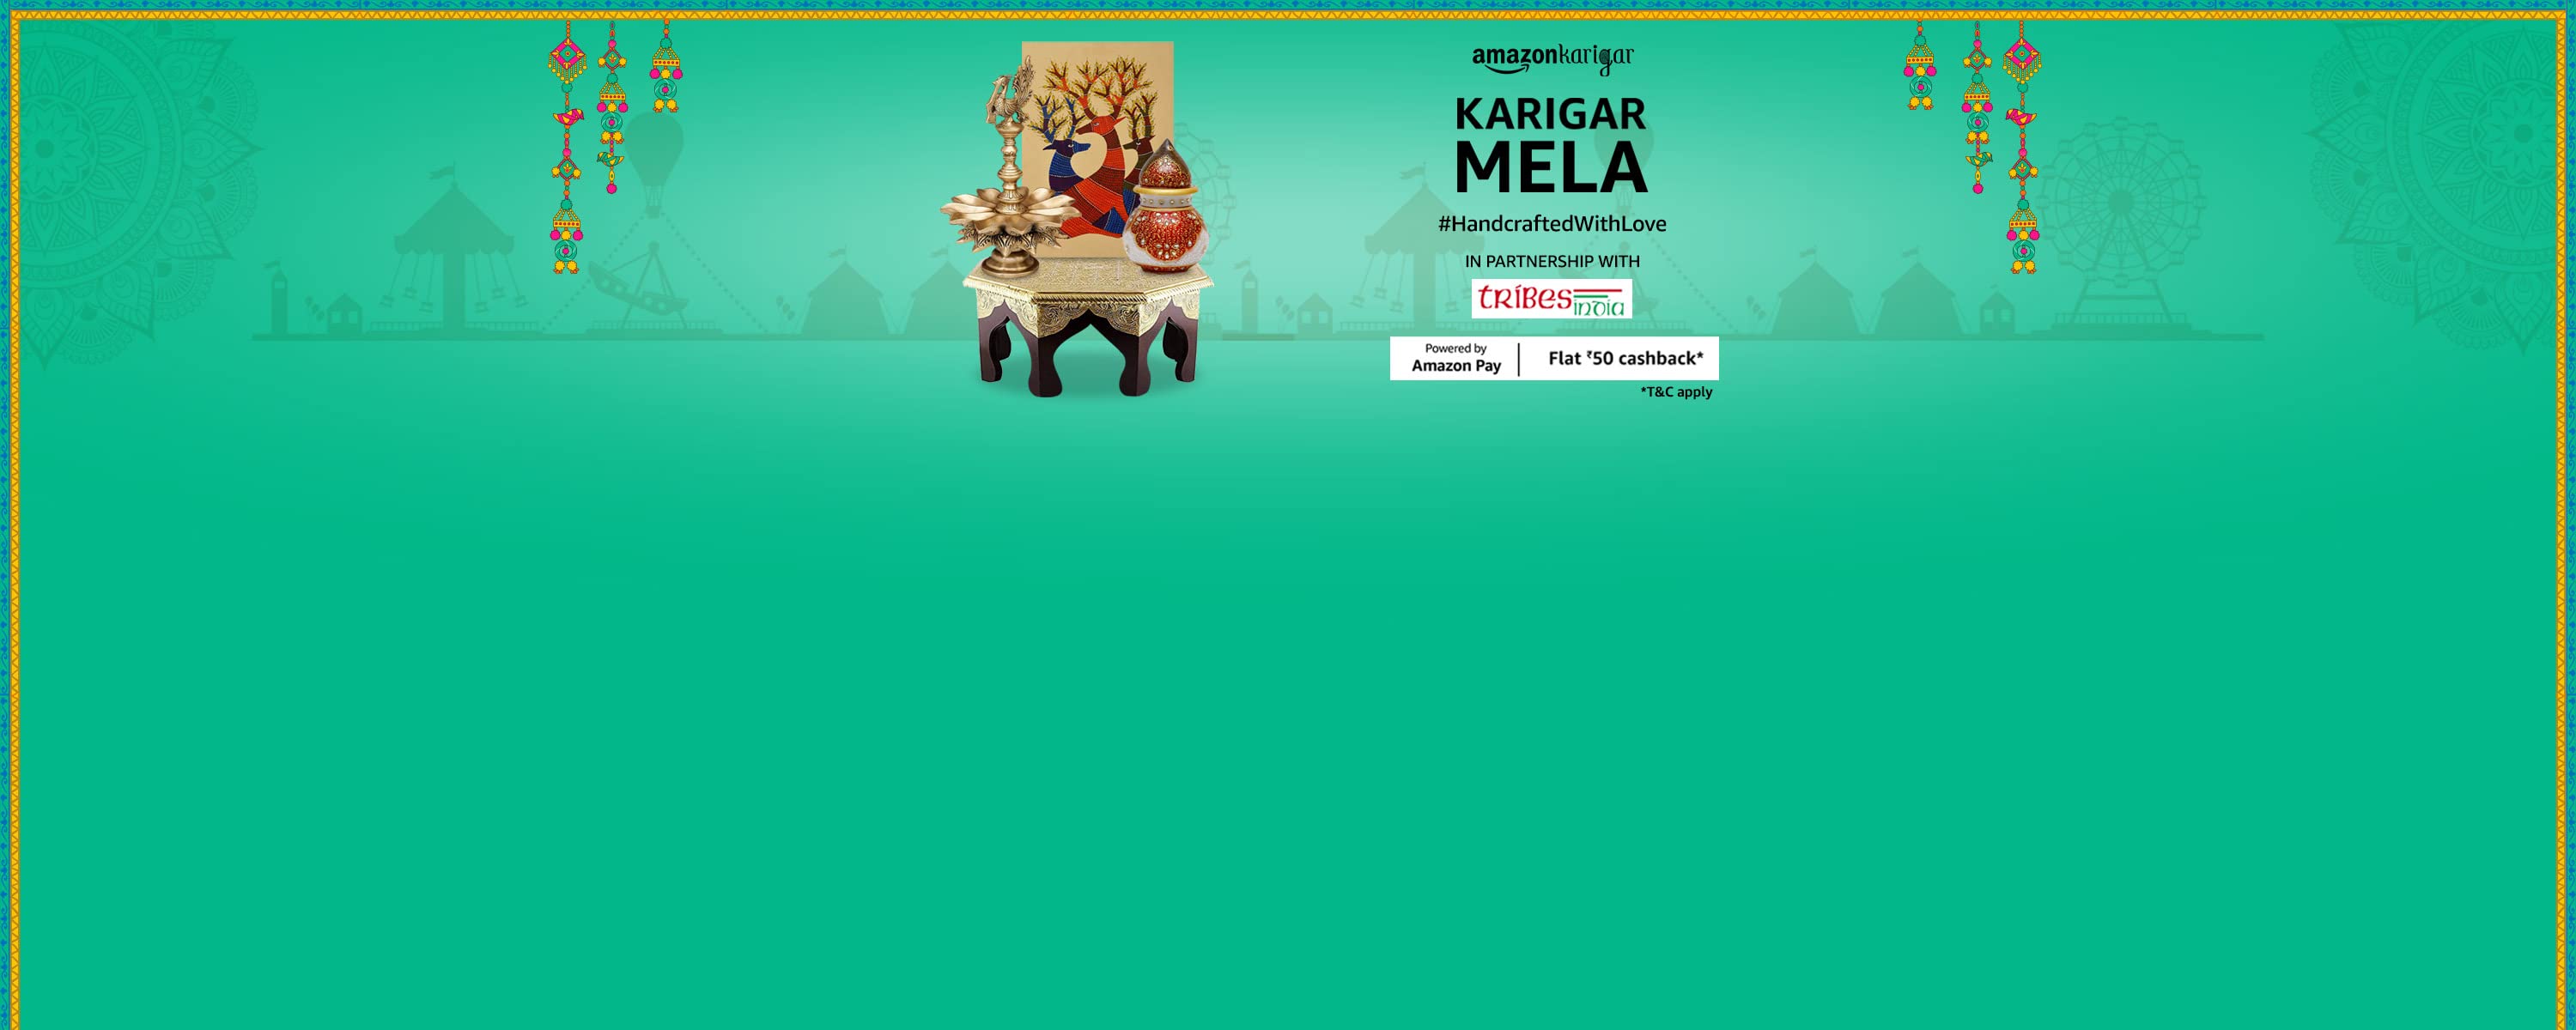 amazonkarigar
KARIGAR
MELA
#HandcraftedWithLove
IN PARTNERSHIP WITH
TRIBES
INDIA
Powered by
Amazon Pay
Flat ₹50 cashback*
*T&C apply